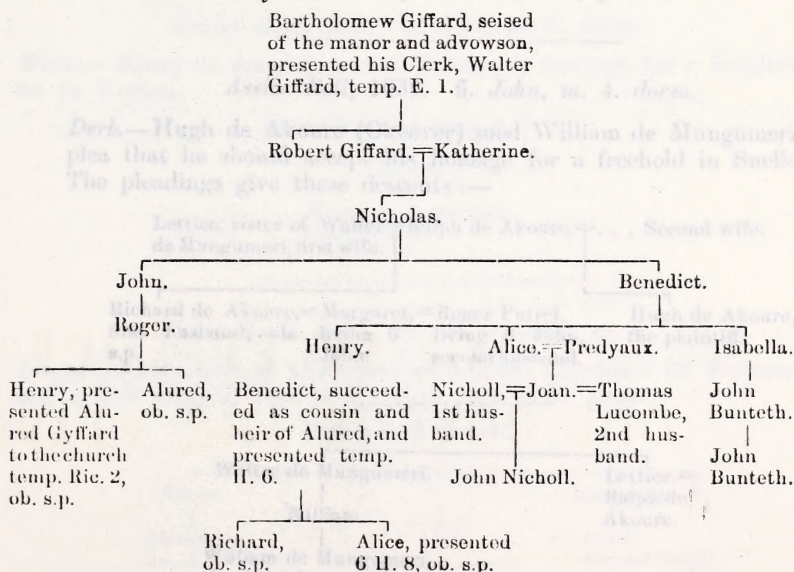 Bartholomew Giffard, seised
of the manor and advowson,
presented his Clerk, Walter
Giffard, temp. E. 1.
Robert Giffard.=Katherine.
Nicholas.
John.
Benedict.
Roger.
Henry.
Alice.=Predyaux.
Isabella.
Henry, pre-
sented Alu-
red Gyffard
to the church
temp. Ric. 2,
ob. s.p.
Alured,
ob. s.p.
Benedict, succeed-
ed as cousin and
heir of Alured, and
presented temp.
H. 6.
Nicholl,=Joan.=Thomas
1st hus-
band.
Lucombe,
2nd hus-
band.
John
Bunteth.
John Nicholl.
John
Bunteth.
Richard,
ob. s.p.
Alice, presented
6 H. 8, ob. s.p.